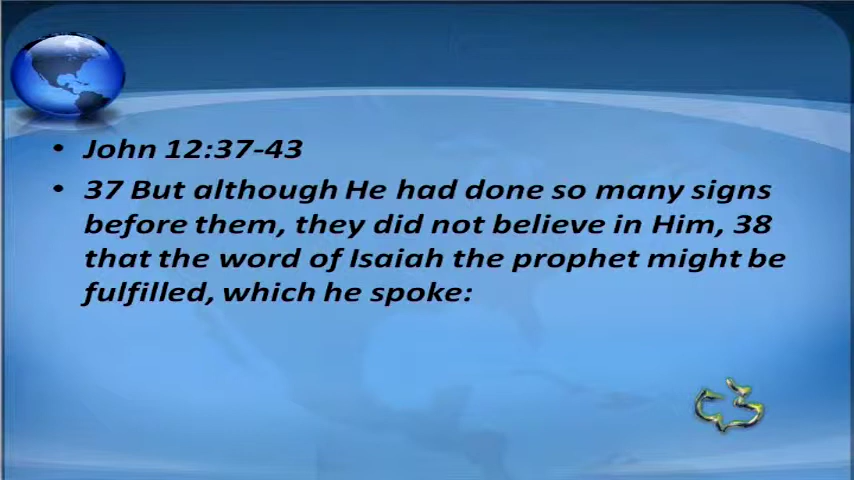 • John 12:37-43
• 37 But although He had done so many signs
before them, they did not believe in Him, 38
that the word of Isaiah the prophet might be
fulfilled, which he spoke: